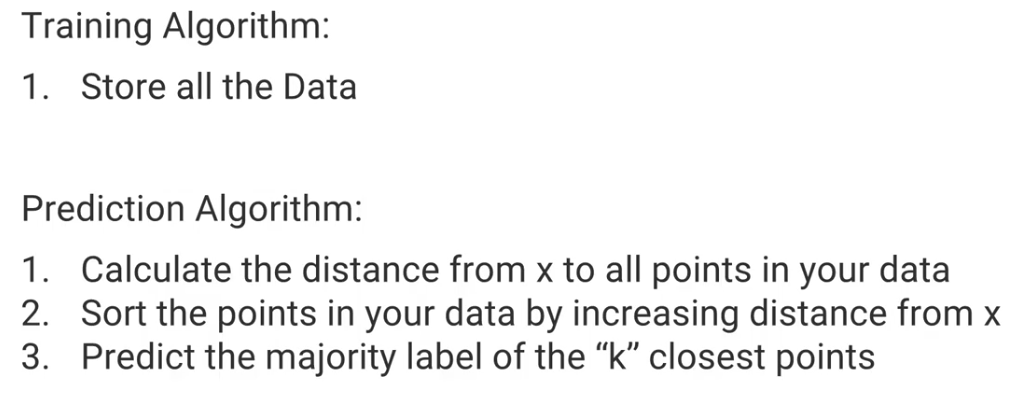 Training Algorithm:
1. Store all the Data
Prediction Algorithm:
1. Calculate the distance from x to all points in your data
2. Sort the points in your data by increasing distance from x
3. Predict the majority label of the “k” closest points